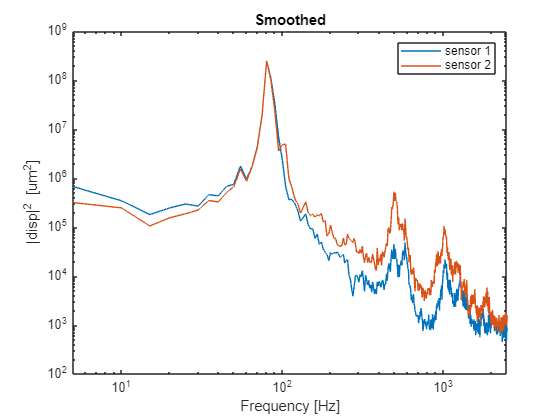 Smoothed
sensor 1
sensor 2
10^9
10^8
10^7
10^6
10^5
10^4
10^3
10^2
|disp|^2 [um^2]
10^1 10^2 10^3
Frequency [Hz]